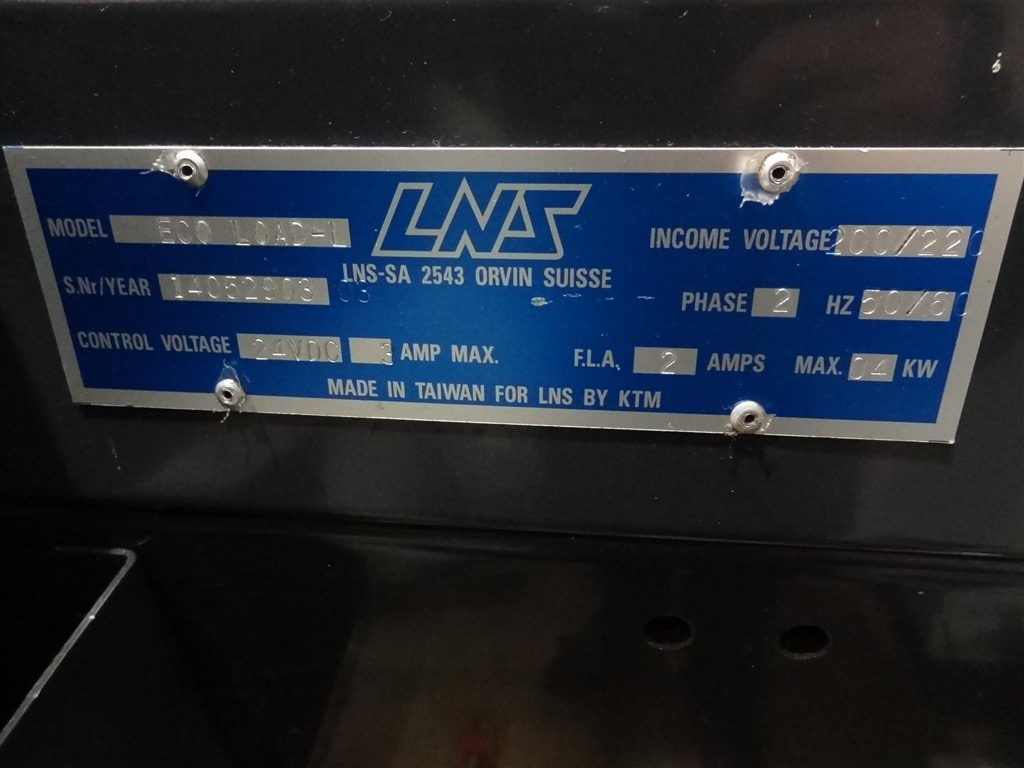 LNS
MODEL ECO LOAD-L INCOME VOLTAGE 200/220
LNS-SA 2543 ORVIN SUISSE
S.Nr/YEAR 14052903 03 PHASE 2 HZ 50/60
CONTROL VOLTAGE 24VDC 3 AMP MAX. F.L.A. 2 AMPS MAX. 04 KW
MADE IN TAIWAN FOR LNS BY KTM